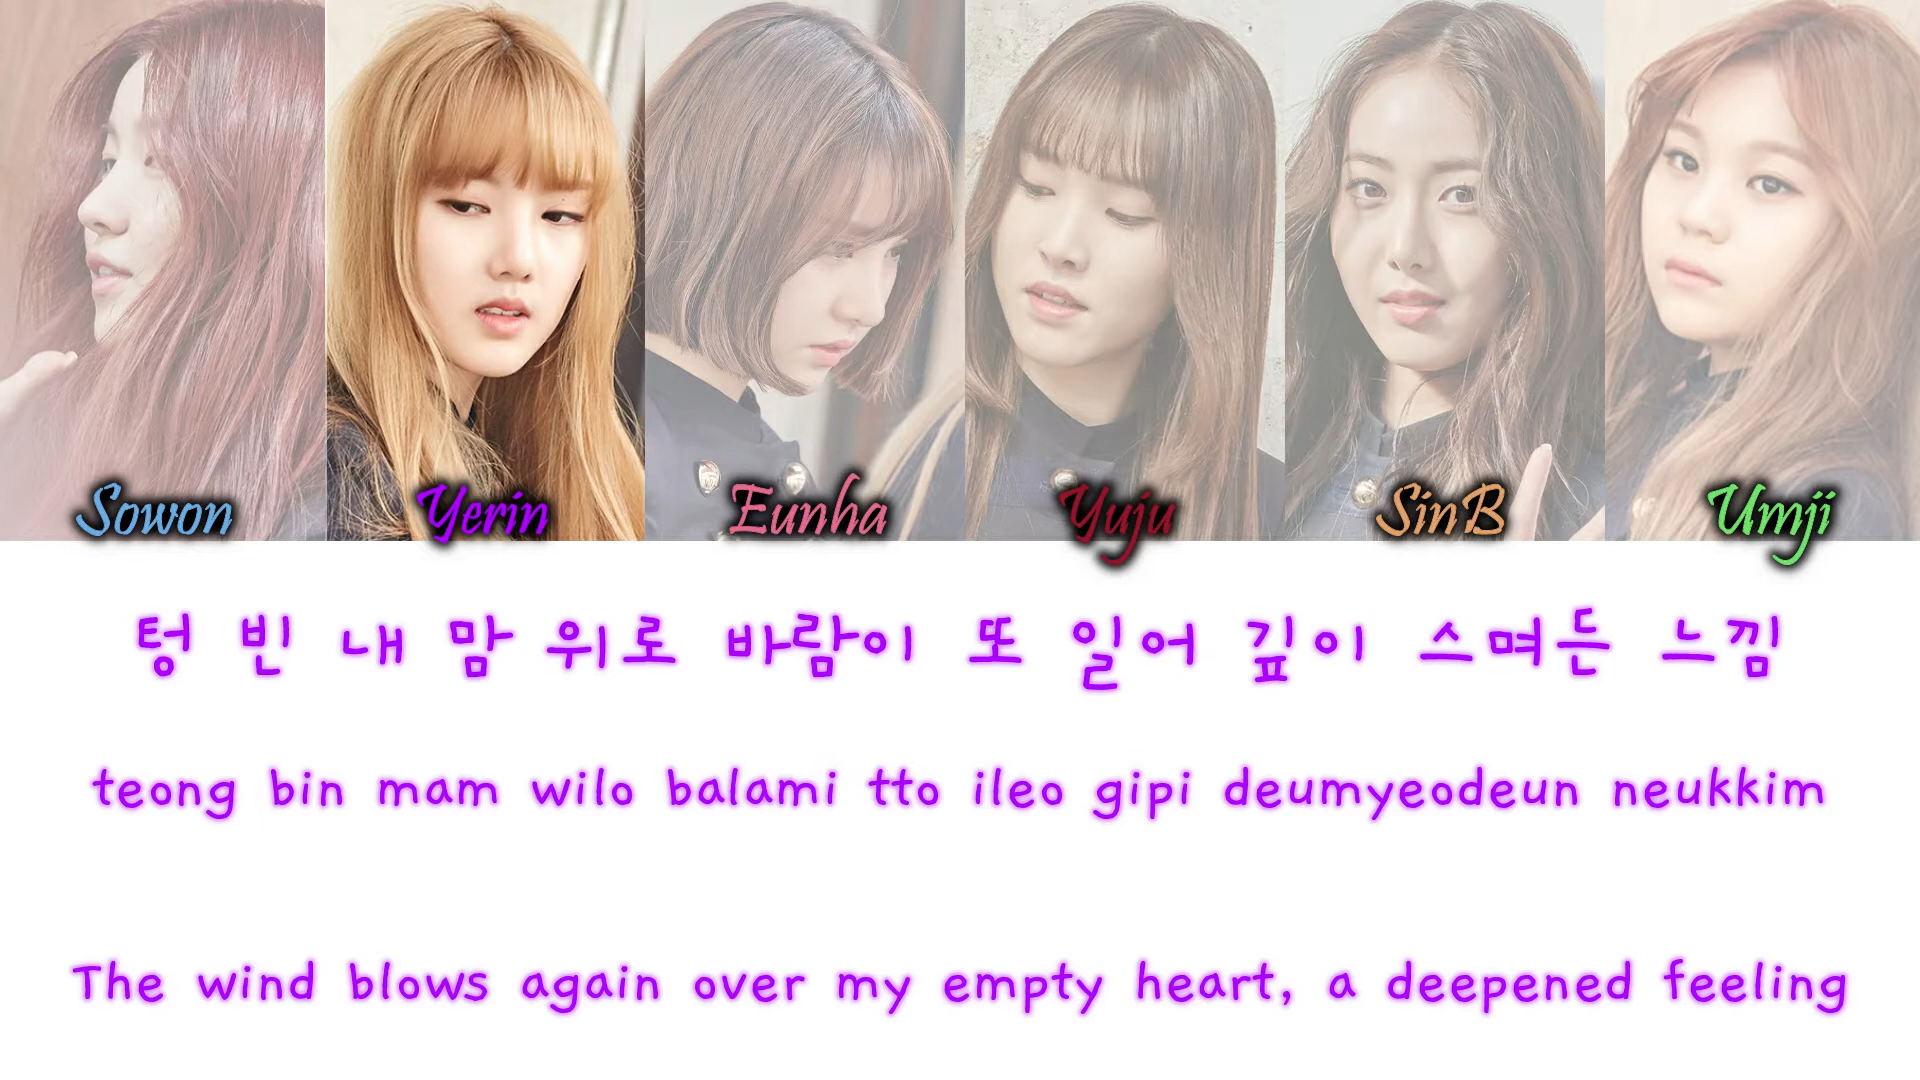 Sowon Yerin Eunha Yuju SinB Umji
텅 빈 내 맘 위로 바람이 또 일어 깊이 스며든 느낌
teong bin mam wilo balami tto ileo gipi deumyeodeun neukkim
The wind blows again over my empty heart, a deepened feeling